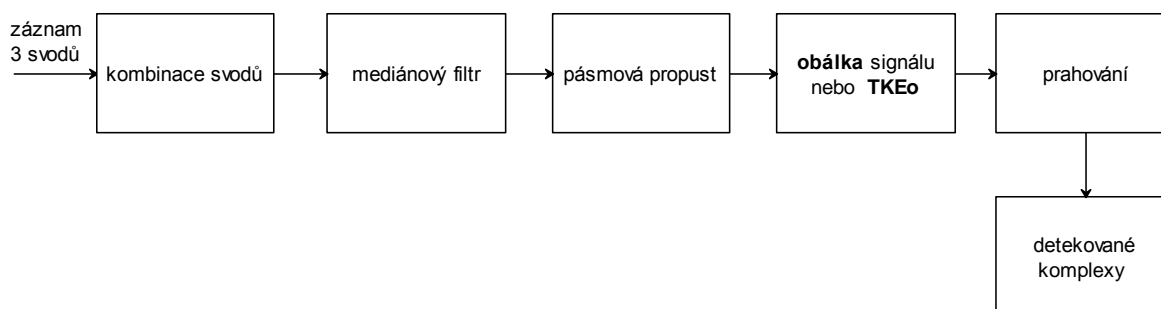 záznam
3 svodů
kombinace svodů
mediánový filtr
pásmová propust
obálka signálu
nebo TKEo
prahování
detekované
komplexy